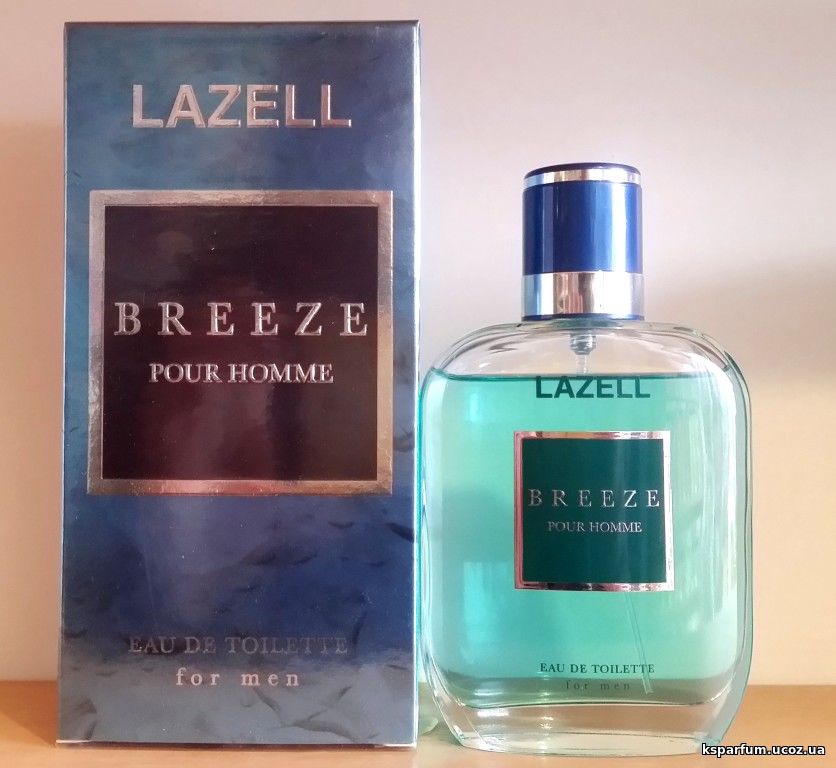 LAZELL
BREEZE
POUR HOMME
EAU DE TOILETTE
for men
LAZELL
BREEZE
POUR HOMME
EAU DE TOILETTE
for men
ksparfum.ucoz.ua